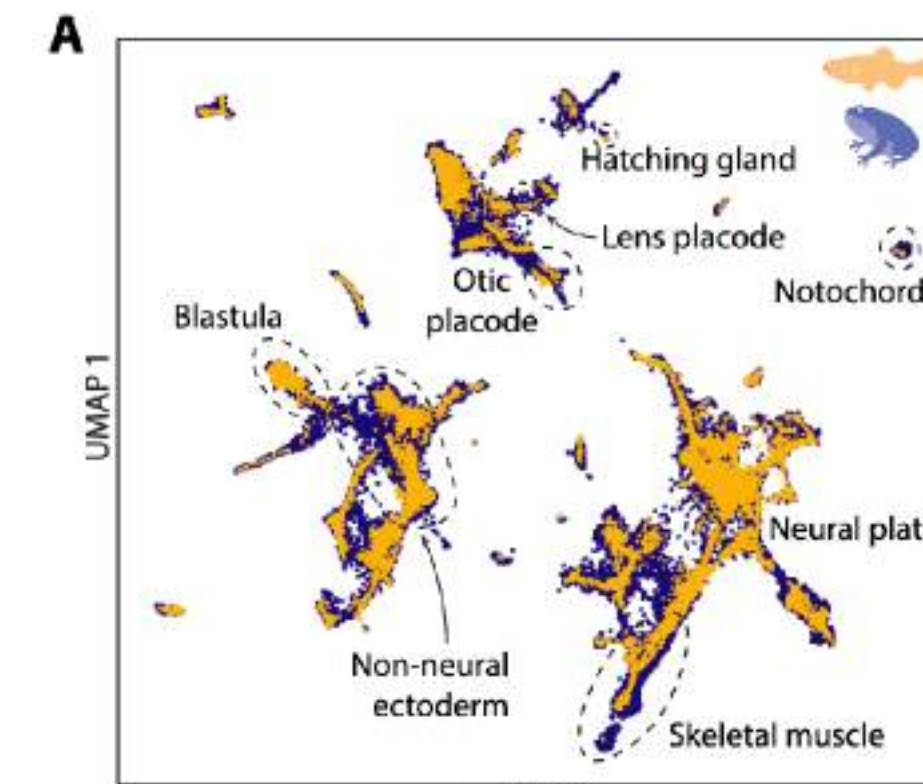 A
Hatching gland
Lens placode
Otic
placode
Notochord
Blastula
UMAP 1
Neural plat
Non-neural
ectoderm
Skeletal muscle